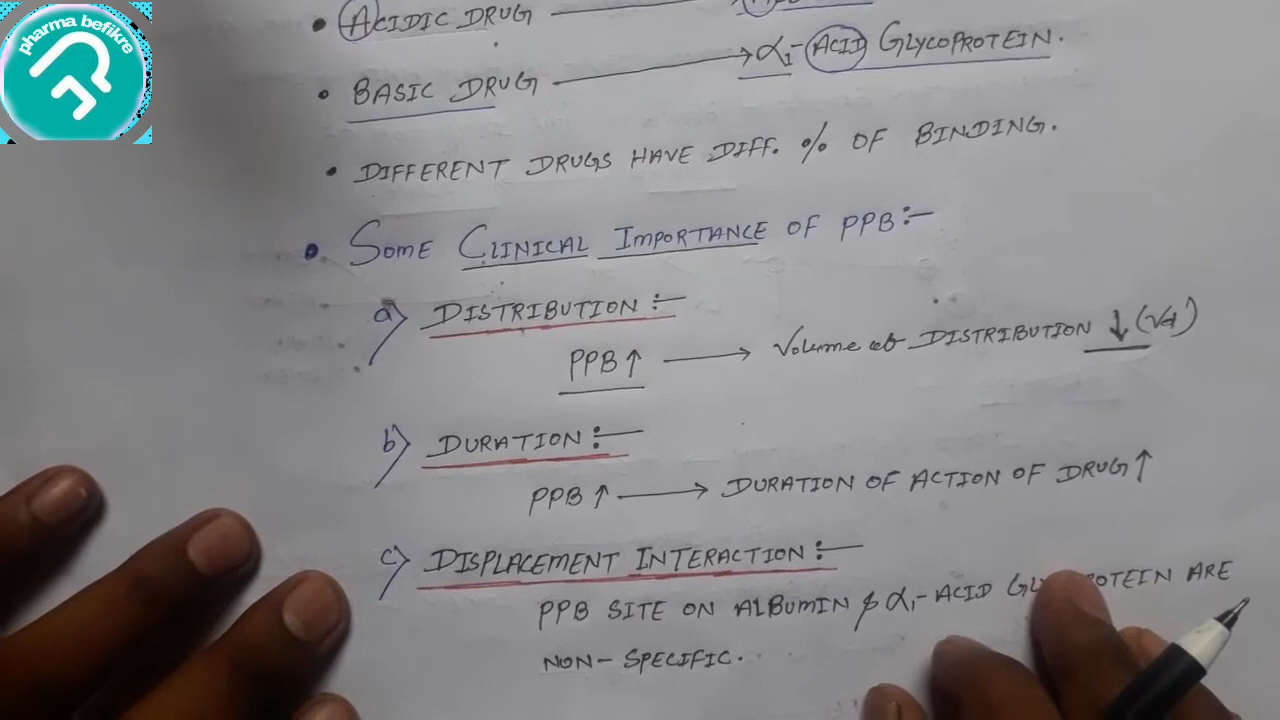 pharma befikre
• ACIDIC DRUG
• BASIC DRUG → α1-ACID GLYCOPROTEIN.
• DIFFERENT DRUGS HAVE DIFF. % OF BINDING.
• SOME CLINICAL IMPORTANCE OF PPB:-
a) DISTRIBUTION :-
PPB↑ → Volume of DISTRIBUTION ↓ (Vd)
b) DURATION :-
PPB↑ → DURATION OF ACTION OF DRUG↑
c) DISPLACEMENT INTERACTION :-
PPB SITE ON ALBUMIN & α1-ACID ARE
NON-SPECIFIC.